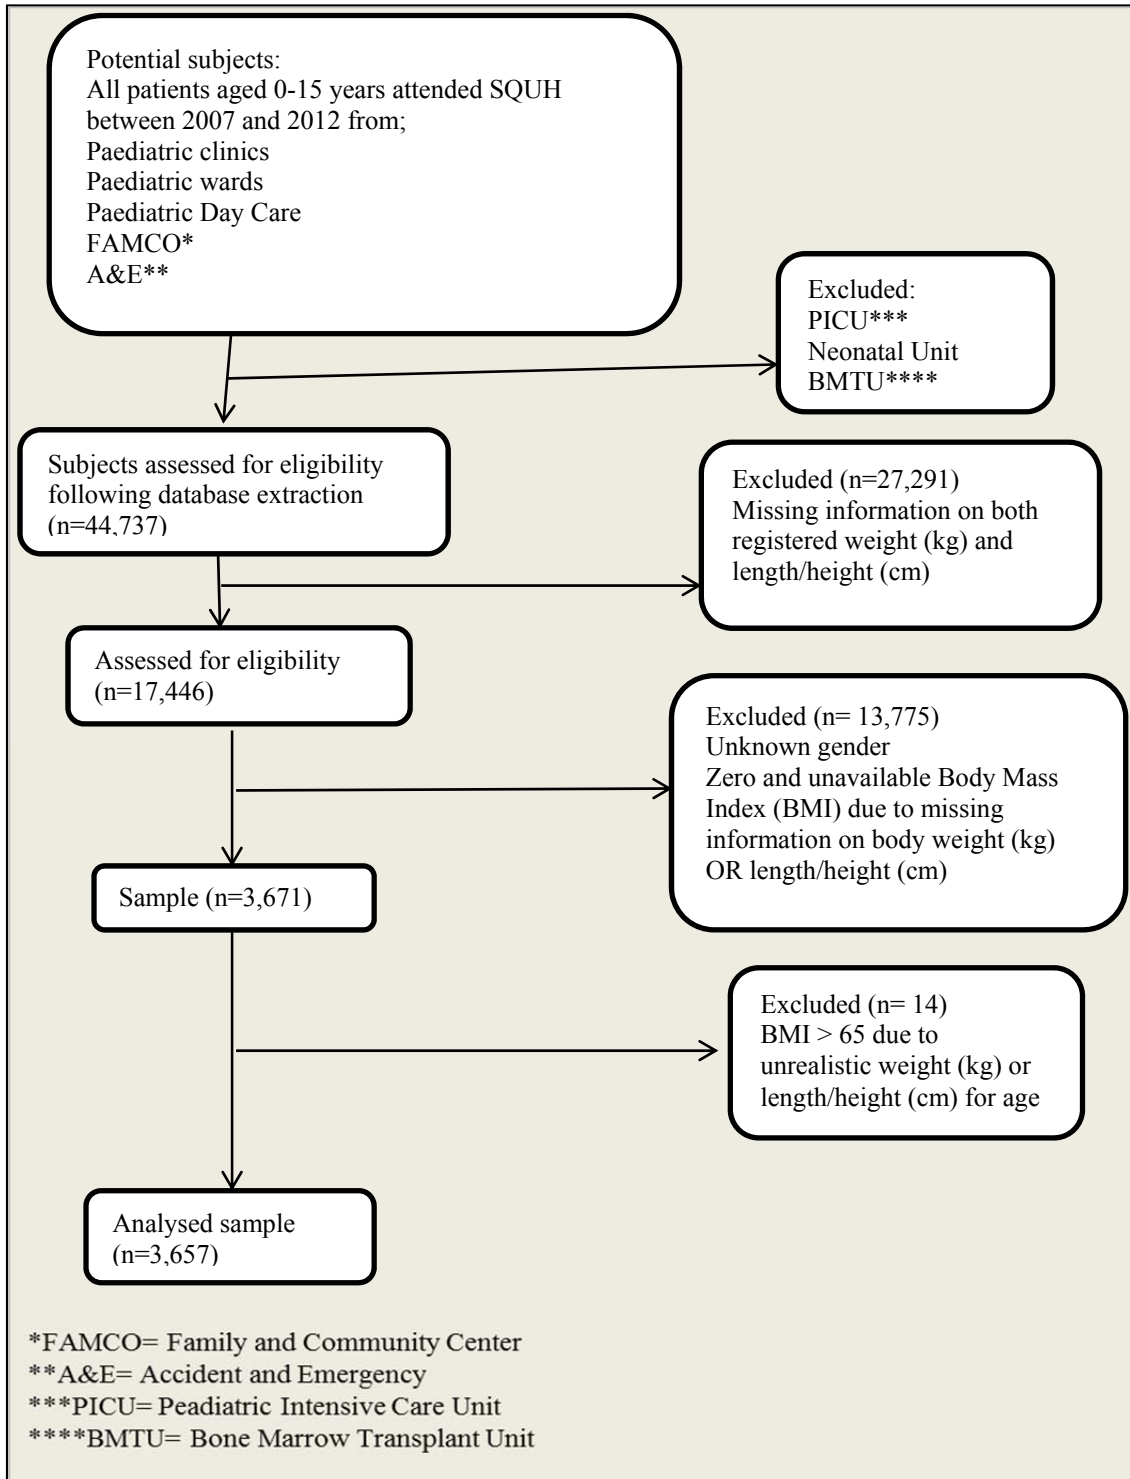 Potential subjects:
All patients aged 0-15 years attended SQUH
between 2007 and 2012 from;
Paediatric clinics
Paediatric wards
Paediatric Day Care
FAMCO*
A&E**
Excluded:
PICU***
Neonatal Unit
BMTU****
Subjects assessed for eligibility
following database extraction
(n=44,737)
Excluded (n=27,291)
Missing information on both
registered weight (kg) and
length/height (cm)
Assessed for eligibility
(n=17,446)
Excluded (n= 13,775)
Unknown gender
Zero and unavailable Body Mass
Index (BMI) due to missing
information on body weight (kg)
OR length/height (cm)
Sample (n=3,671)
Excluded (n= 14)
BMI > 65 due to
unrealistic weight (kg) or
length/height (cm) for age
Analysed sample
(n=3,657)
*FAMCO= Family and Community Center
**A&E= Accident and Emergency
***PICU= Peadiatric Intensive Care Unit
****BMTU= Bone Marrow Transplant Unit